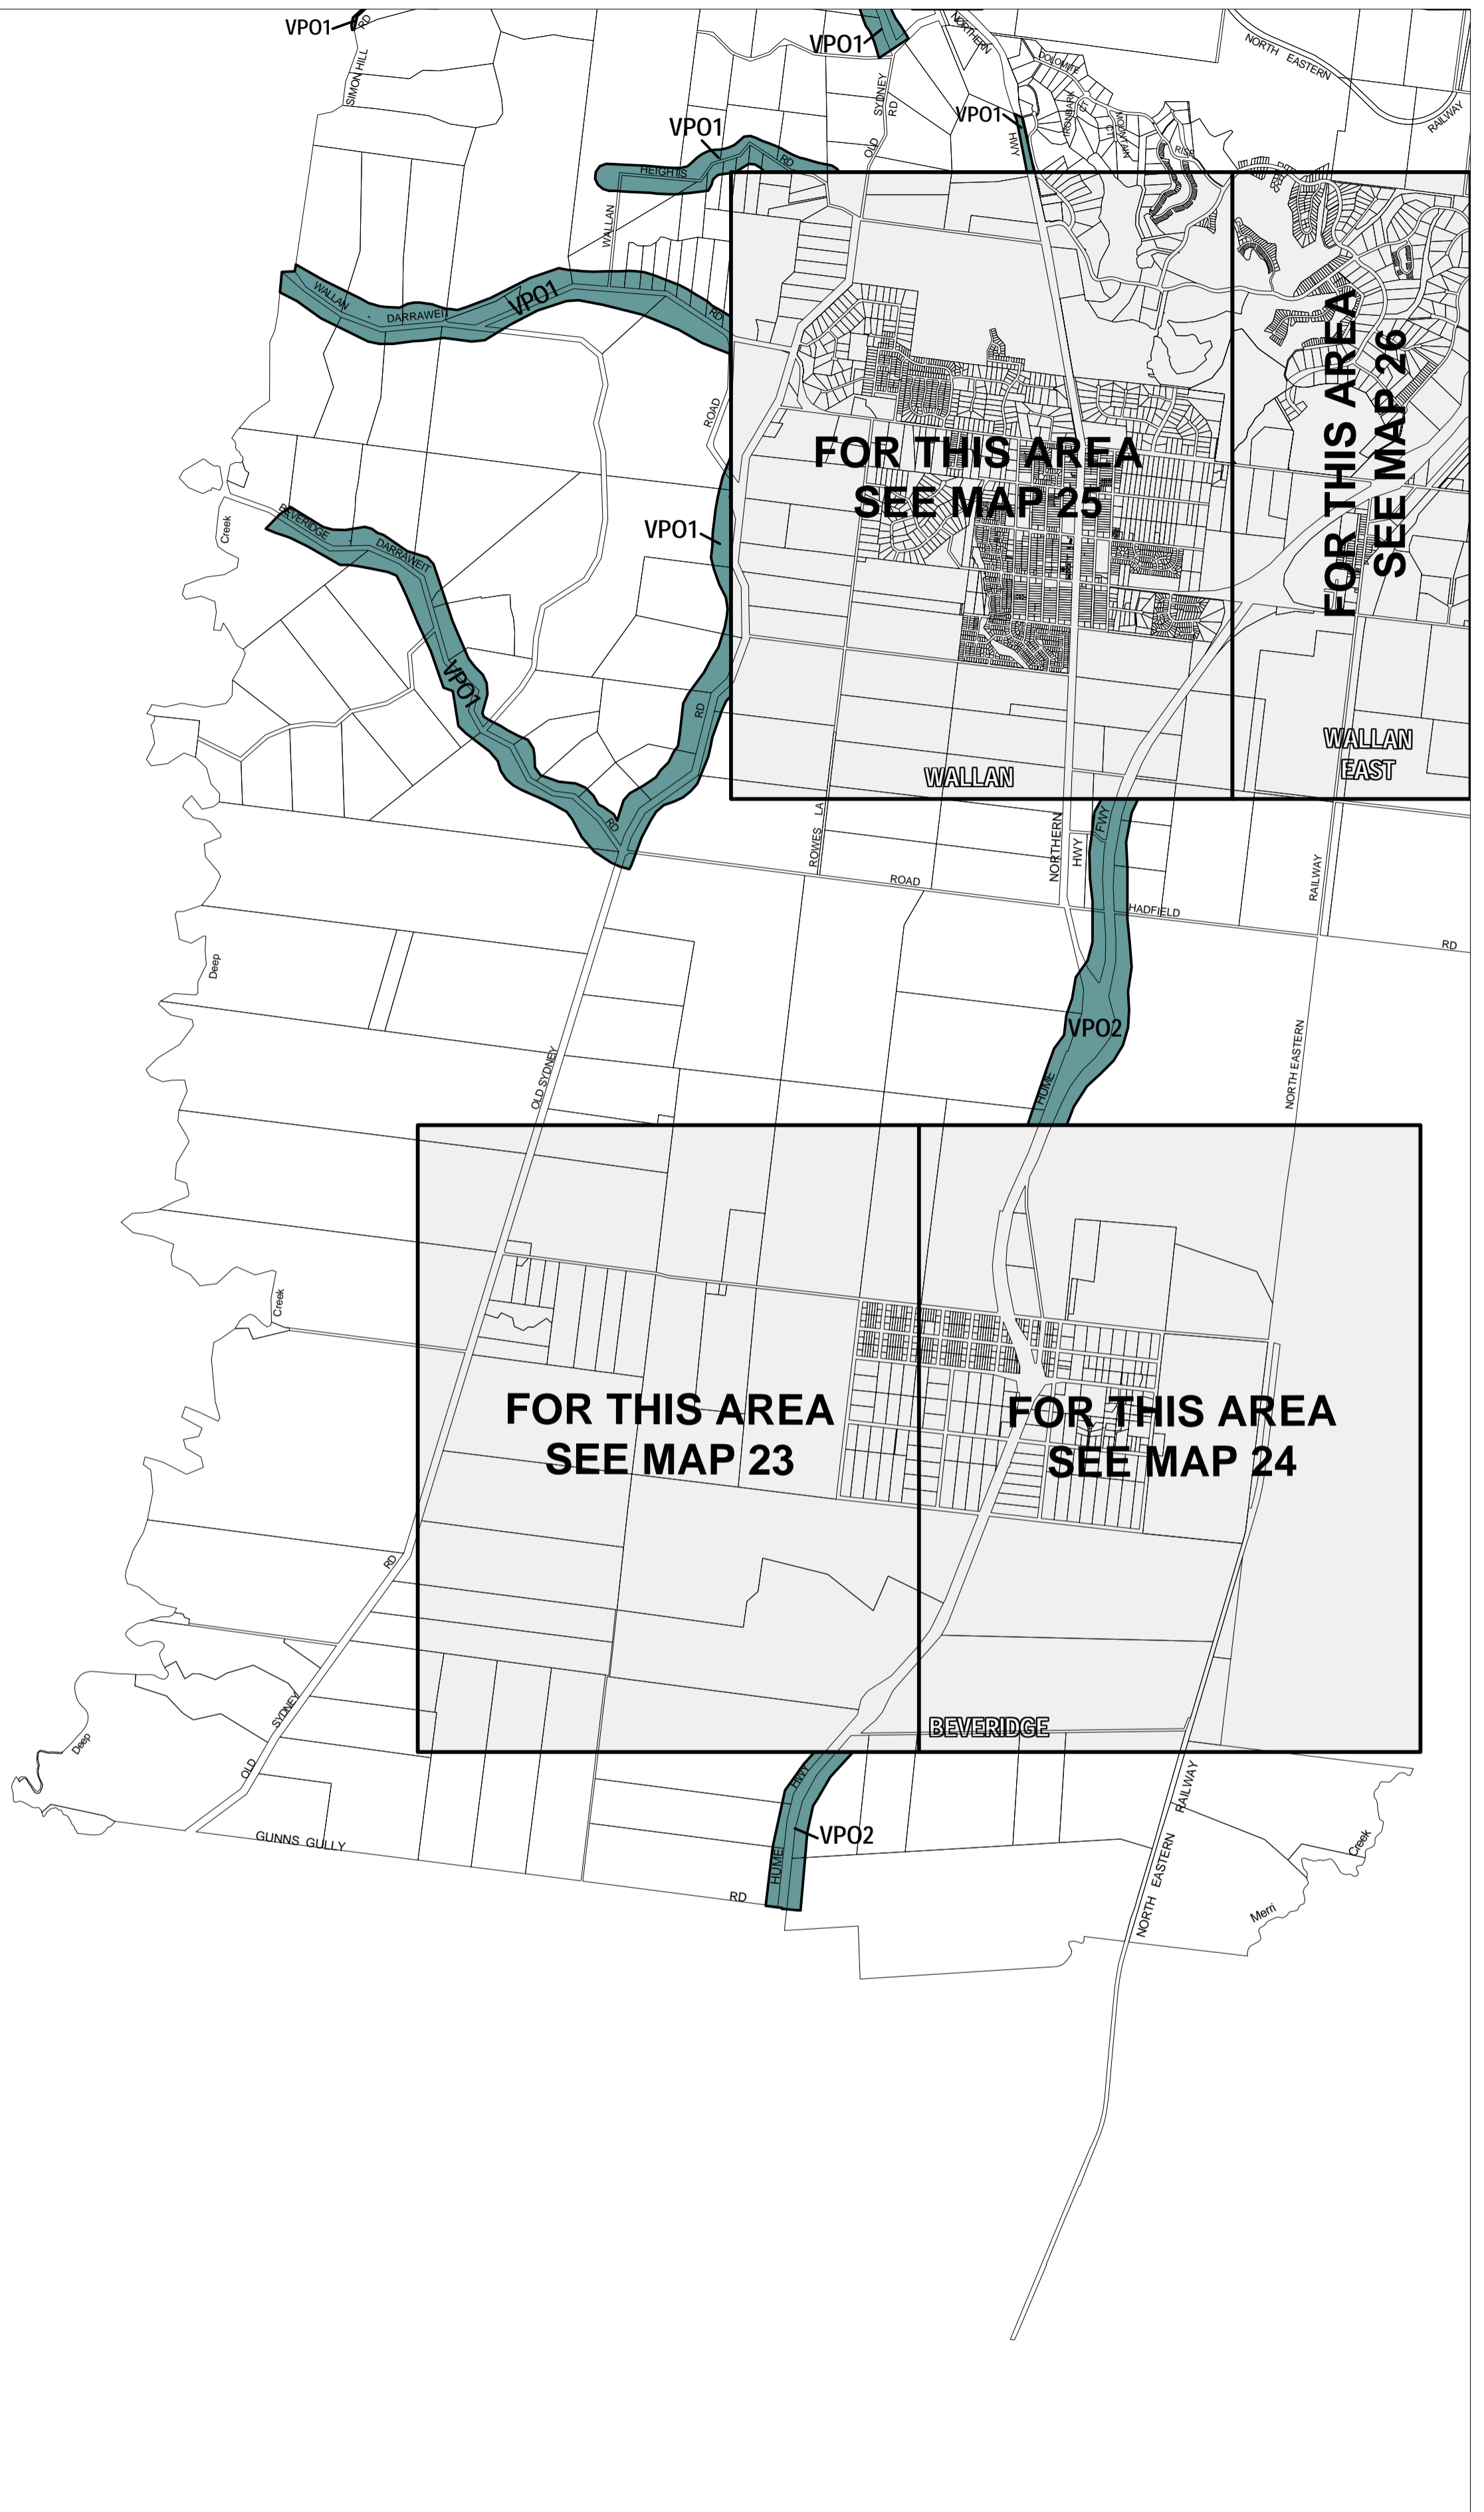 VPO1
RD
SIMON HILL
VPO1
NORTHERN
NORTH EASTERN
RAILWAY
DOLOMITE
SYDNEY
RD
OLD
VPO1
HWY
IRONBARK
CT
CT
MOUNTAIN
RISE
VPO1
HEIGHTS
RD
WALLAN
WALLAN
DARRAWEIT
VPO1
RD
ROAD
FOR THIS AREA
SEE MAP 25
FOR THIS AREA
SEE MAP 26
Creek
BEVERIDGE
DARRAWEIT
VPO1
VPO1
RD
RD
WALLAN
WALLAN
EAST
ROWES LA
NORTHERN
HWY
FWY
ROAD
HADFIELD
RAILWAY
RD
Deep
VPO2
HUME
OLD SYDNEY
NORTH EASTERN
Creek
FOR THIS AREA
SEE MAP 23
FOR THIS AREA
SEE MAP 24
RD
SYDNEY
OLD
Deep
BEVERIDGE
GUNNS GULLY
RD
HWY
VPO2
HUME
RAILWAY
NORTH EASTERN
Creek
Merri